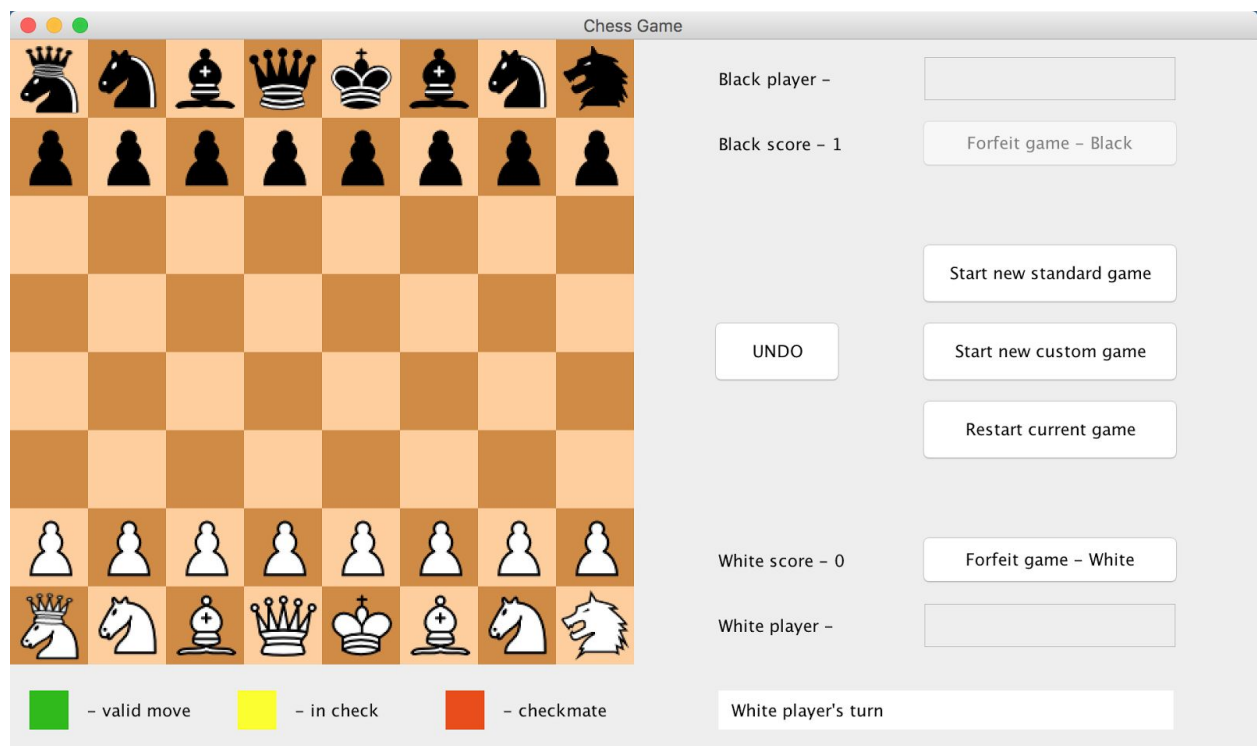 Chess Game
Black player –
Black score – 1
Forfeit game – Black
Start new standard game
UNDO
Start new custom game
Restart current game
White score – 0
Forfeit game – White
White player –
– valid move
– in check
– checkmate
White player's turn